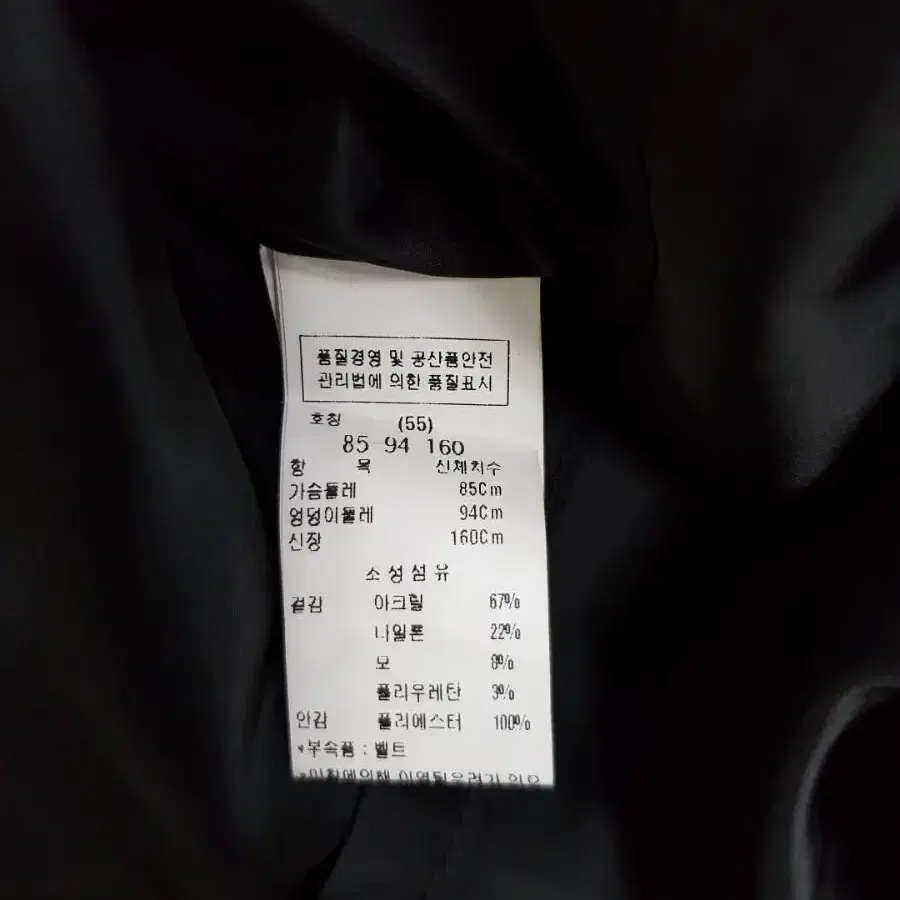 품질경영 및 공산품안전
관리법에 의한 품질표시
호칭 (55)
85 94 160
항 목 신체치수
가슴둘레 85Cm
엉덩이둘레 94Cm
신장 160Cm
소성섬유
겉감 아크릴 67%
나일론 22%
모 8%
폴리우레탄 3%
안감 폴리에스터 100%
*부속품 : 벨트